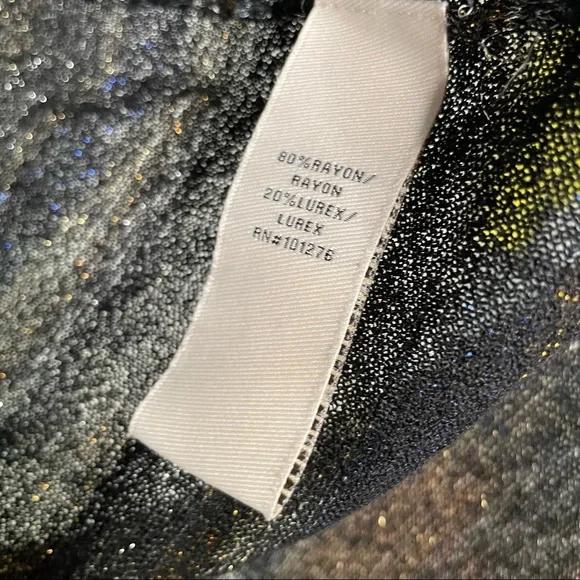 80%RAYON/
RAYON
20%LUREX/
LUREX
RN#101276